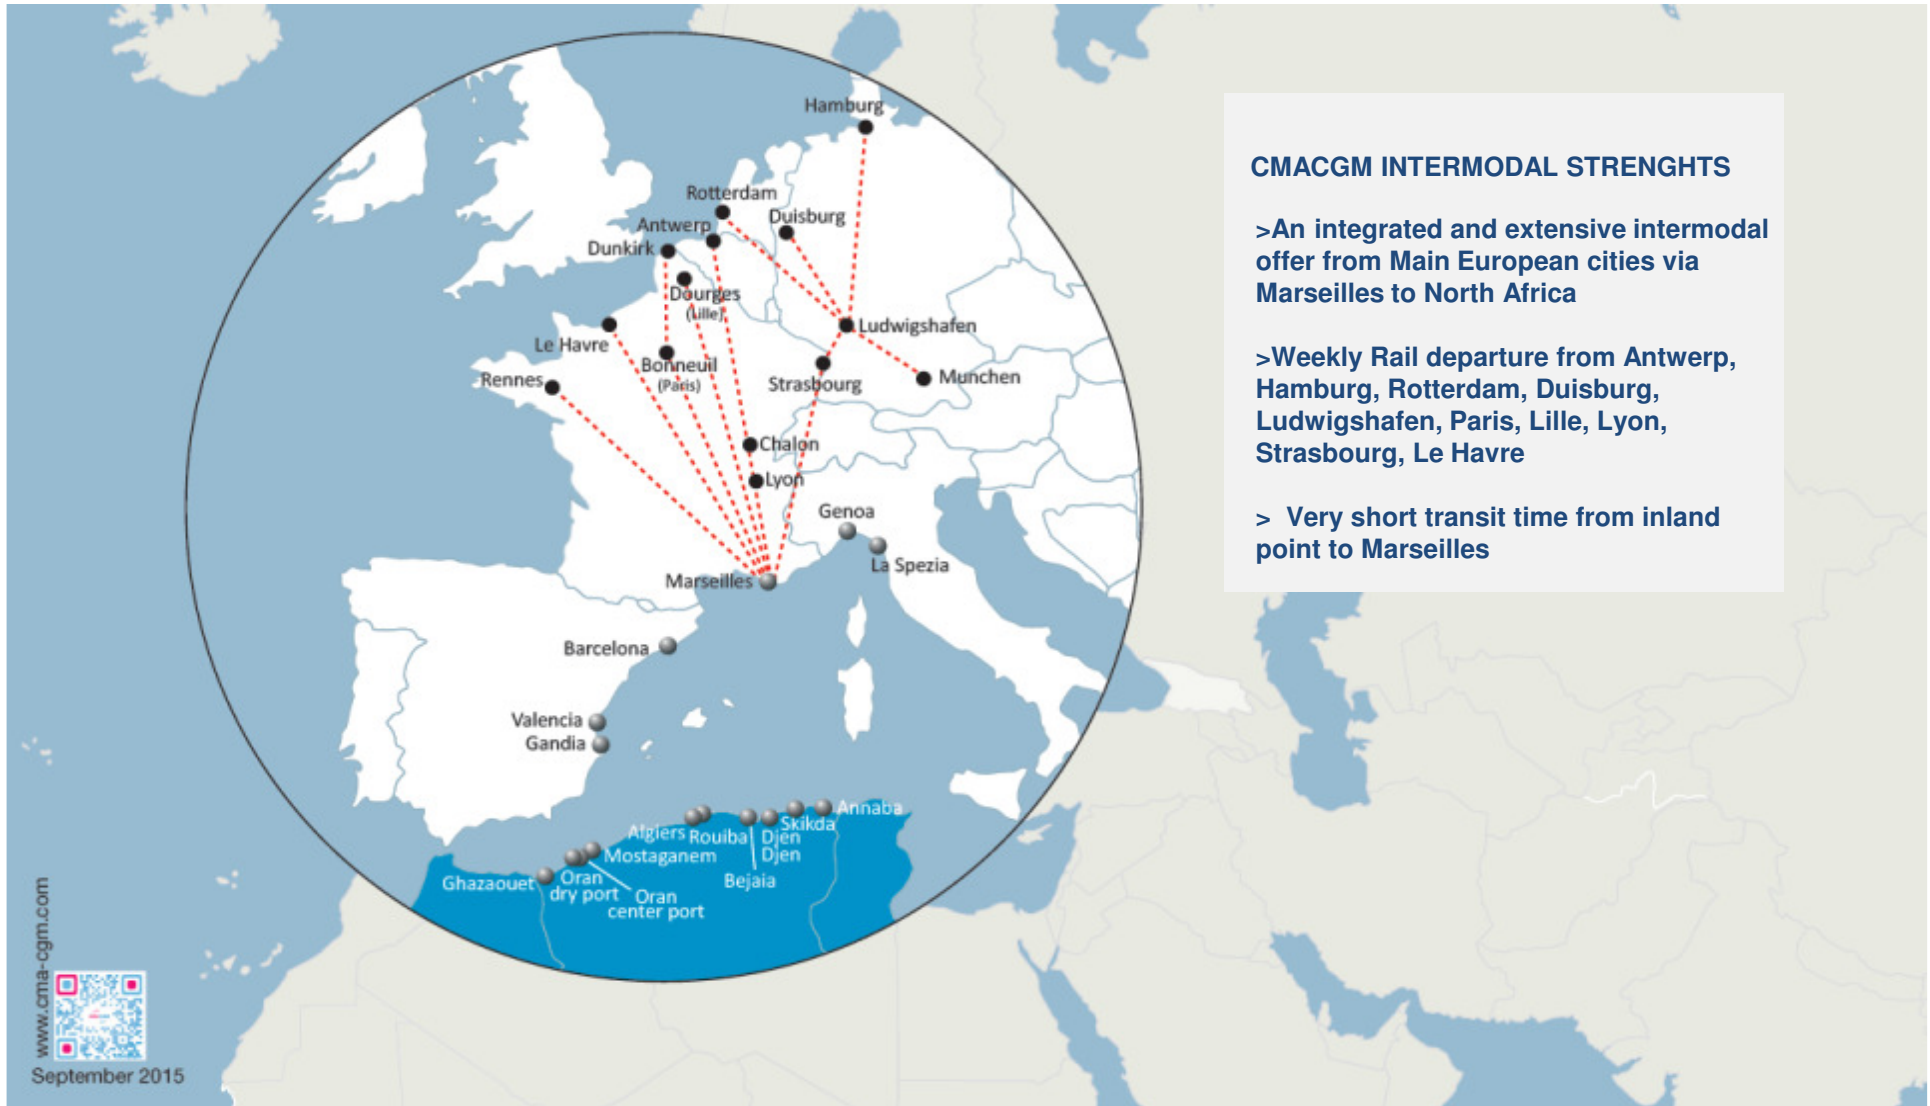 Hamburg
Rotterdam
Duisburg
Antwerp
Dunkirk
Dourges
(Lille)
Ludwigshafen
Le Havre
Bonneuil
(Paris)
Strasbourg
Munchen
Rennes
Chalon
Lyon
Genoa
La Spezia
Marseilles
Barcelona
Valencia
Gandia
Annaba
Skikda
Algiers
Rouiba
Djen
Djen
Mostaganem
Bejaia
Ghazaouet
Oran
dry port
Oran
center port
CMACGM INTERMODAL STRENGHTS
>An integrated and extensive intermodal
offer from Main European cities via
Marseilles to North Africa
>Weekly Rail departure from Antwerp,
Hamburg, Rotterdam, Duisburg,
Ludwigshafen, Paris, Lille, Lyon,
Strasbourg, Le Havre
> Very short transit time from inland
point to Marseilles
www.cma-cgm.com
September 2015